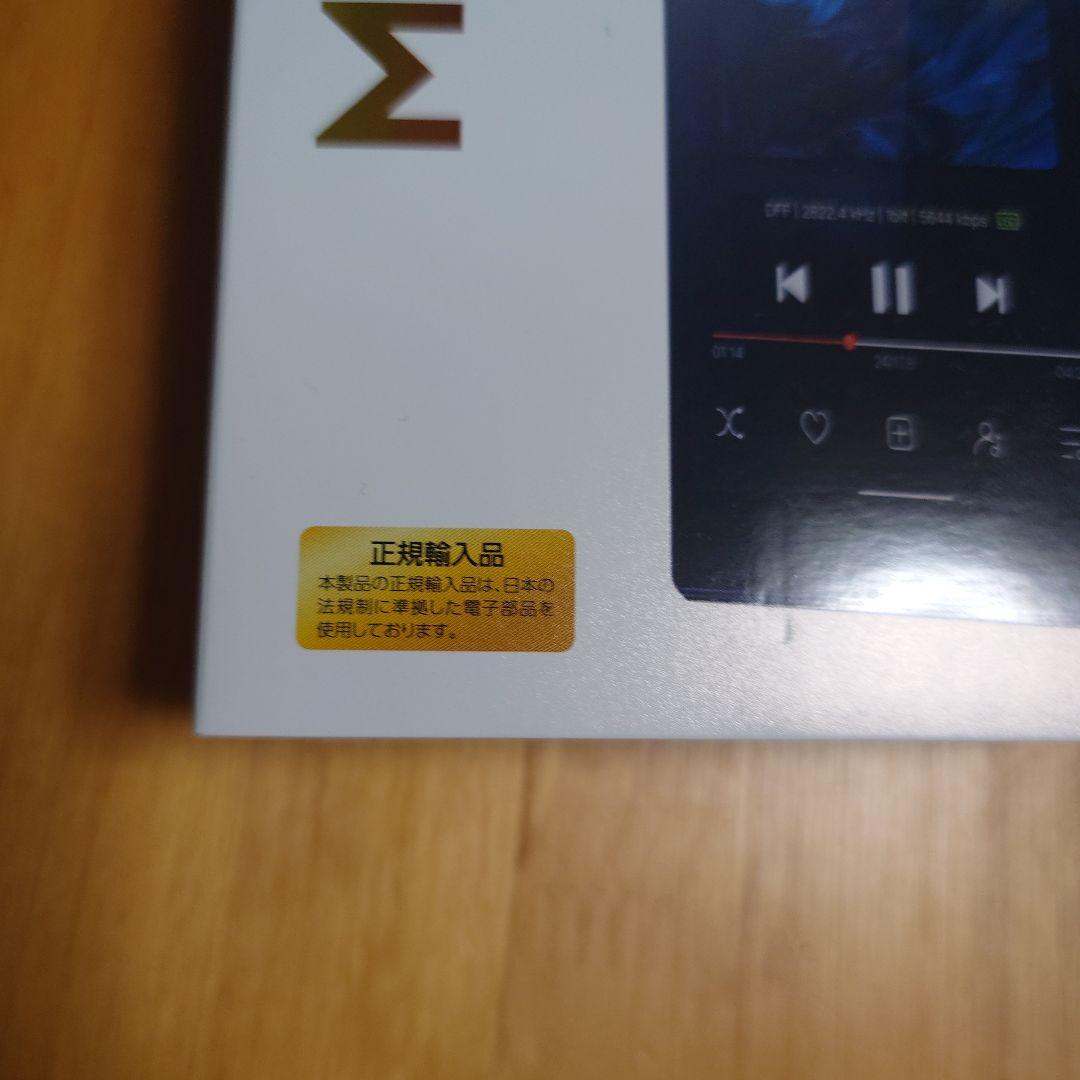 M
DFF | 2822.4 kHz | 1bit | 5644 kbps
01:14
正規輸入品
本製品の正規輸入品は、日本の
法規制に準拠した電子部品を
使用しております。